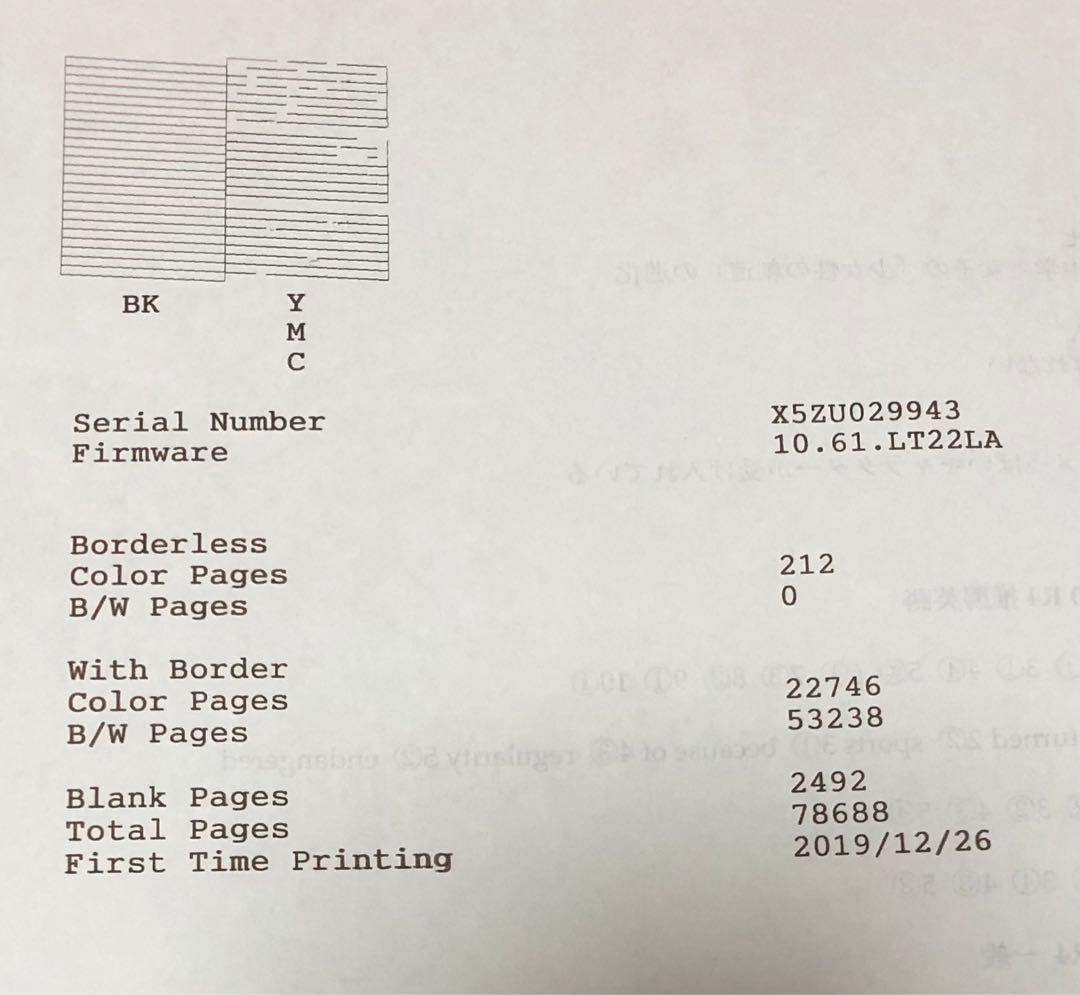 BK
Y
M
C
Serial Number X5ZU029943
Firmware 10.61.LT22LA
Borderless
Color Pages 212
B/W Pages 0
With Border
Color Pages 22746
B/W Pages 53238
Blank Pages 2492
Total Pages 78688
First Time Printing 2019/12/26